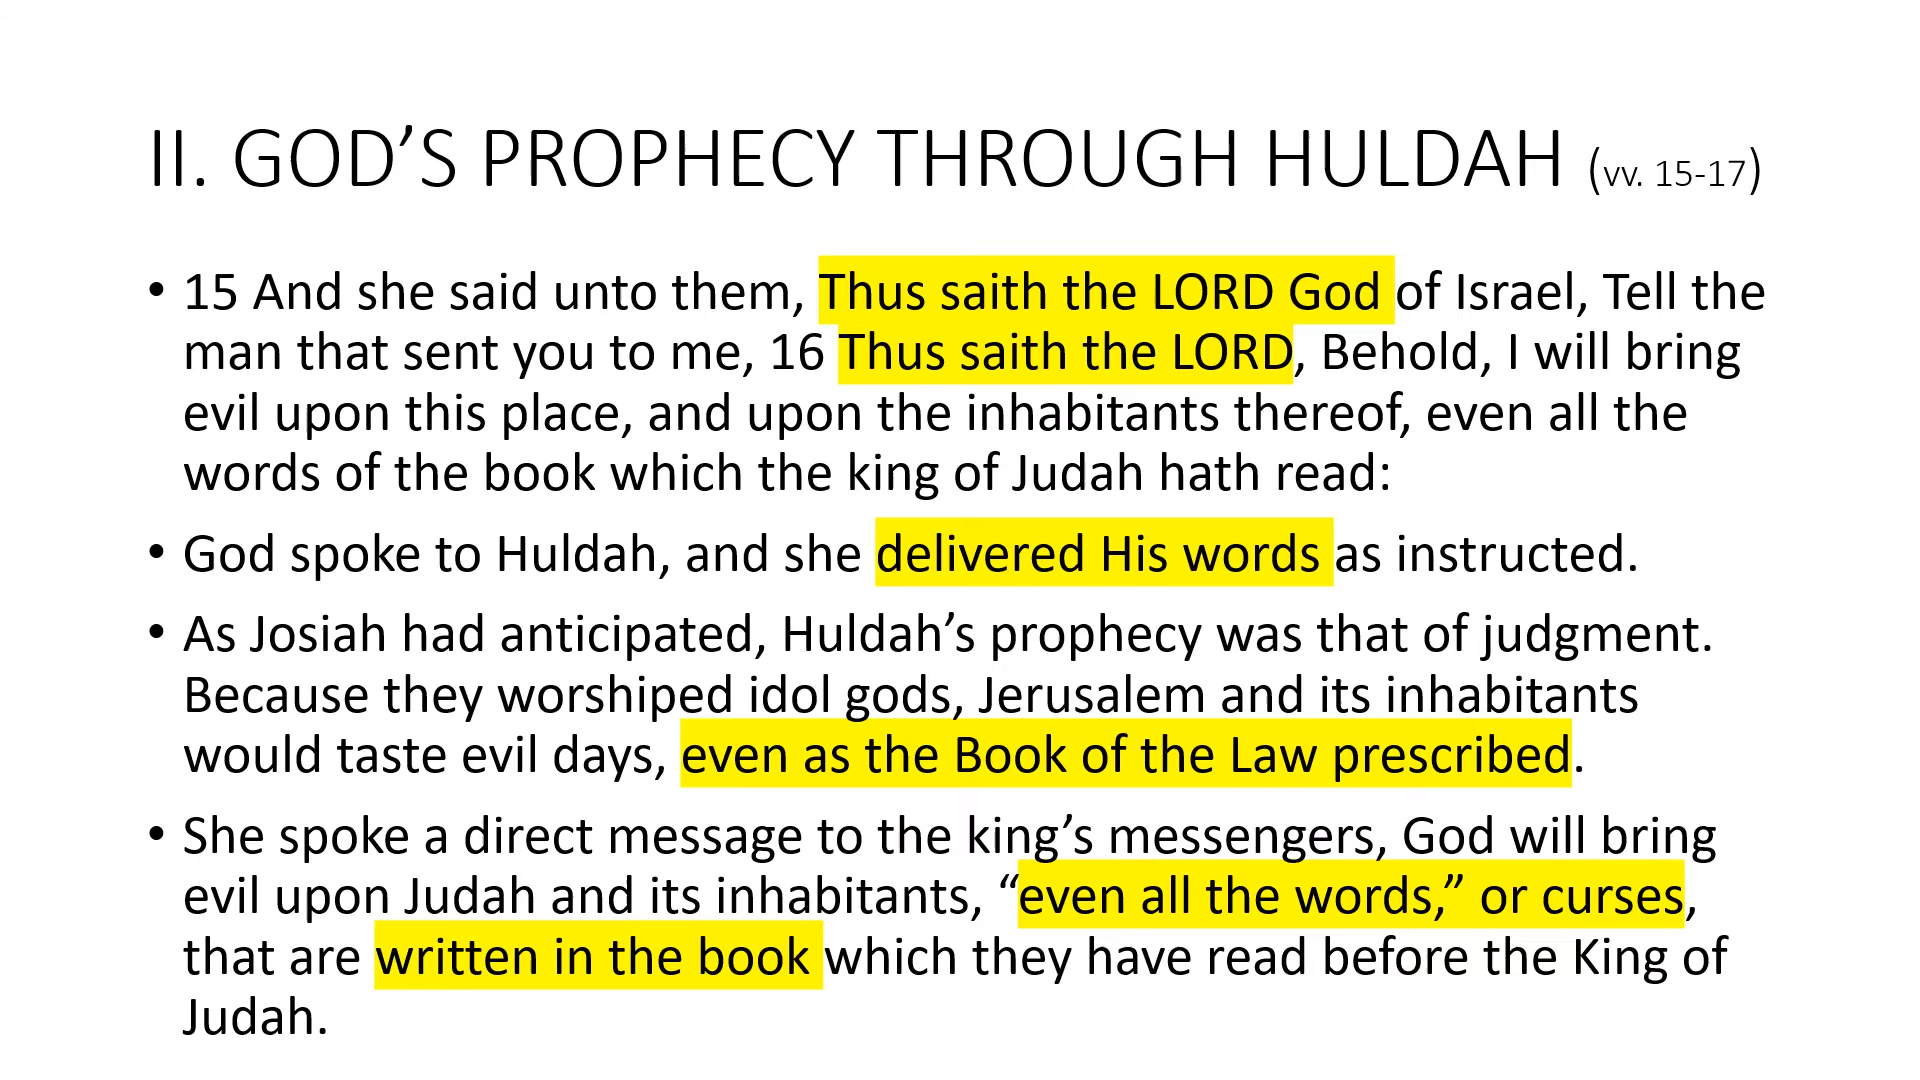 II. GOD’S PROPHECY THROUGH HULDAH (vv. 15-17)
• 15 And she said unto them, Thus saith the LORD God of Israel, Tell the
man that sent you to me, 16 Thus saith the LORD, Behold, I will bring
evil upon this place, and upon the inhabitants thereof, even all the
words of the book which the king of Judah hath read:
• God spoke to Huldah, and she delivered His words as instructed.
• As Josiah had anticipated, Huldah’s prophecy was that of judgment.
Because they worshiped idol gods, Jerusalem and its inhabitants
would taste evil days, even as the Book of the Law prescribed.
• She spoke a direct message to the king’s messengers, God will bring
evil upon Judah and its inhabitants, “even all the words,” or curses,
that are written in the book which they have read before the King of
Judah.